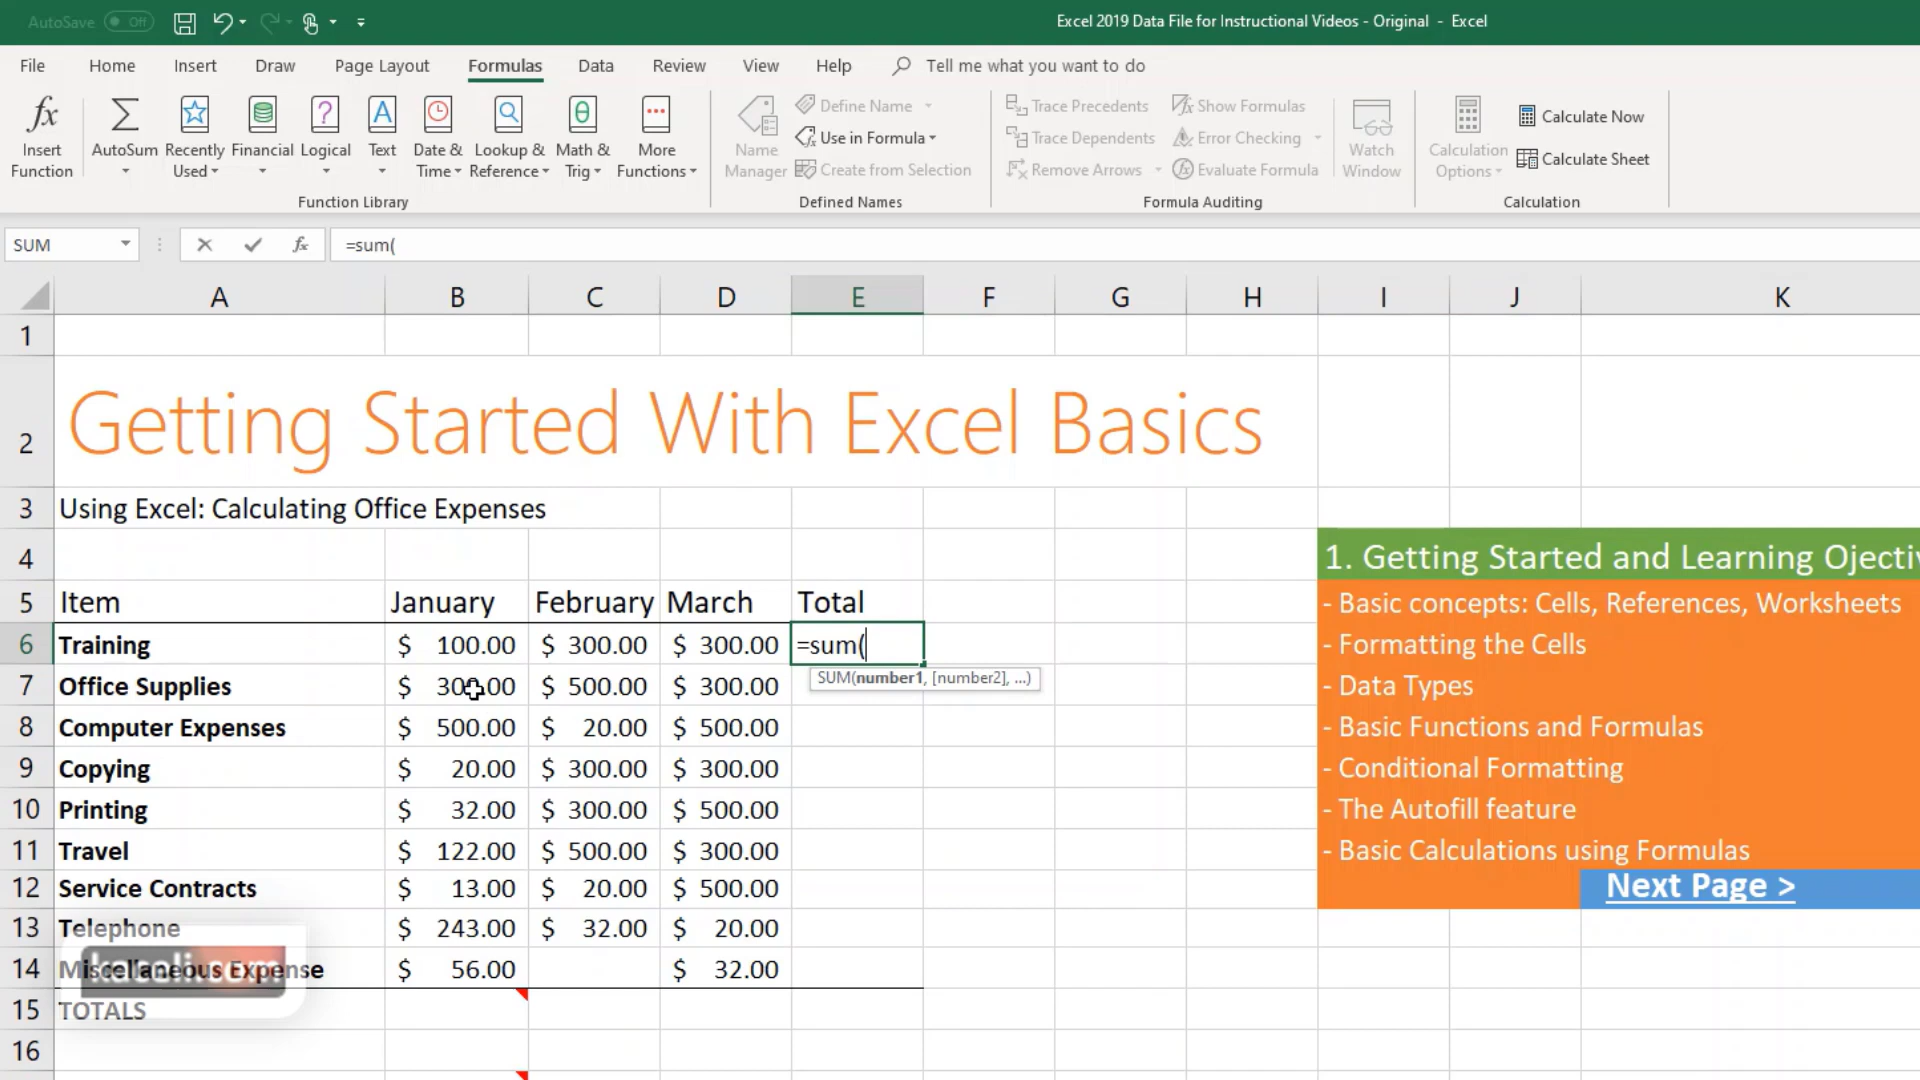 AutoSave Off
Excel 2019 Data File for Instructional Videos - Original - Excel
File Home Insert Draw Page Layout Formulas Data Review View Help Tell me what you want to do
fx Insert Function
AutoSum
Recently Used
Financial
Logical
Text
Date & Time
Lookup & Reference
Math & Trig
More Functions
Function Library
Name Manager
Define Name
Use in Formula
Create from Selection
Defined Names
Trace Precedents
Trace Dependents
Remove Arrows
Show Formulas
Error Checking
Evaluate Formula
Watch Window
Formula Auditing
Calculation Options
Calculate Now
Calculate Sheet
Calculation
SUM fx =sum(
A B C D E F G H I J K
1
2 Getting Started With Excel Basics
3 Using Excel: Calculating Office Expenses
4
5 Item January February March Total
6 Training $ 100.00 $ 300.00 $ 300.00 =sum(
SUM(number1, [number2], ...)
7 Office Supplies $ 300.00 $ 500.00 $ 300.00
8 Computer Expenses $ 500.00 $ 20.00 $ 500.00
9 Copying $ 20.00 $ 300.00 $ 300.00
10 Printing $ 32.00 $ 300.00 $ 500.00
11 Travel $ 122.00 $ 500.00 $ 300.00
12 Service Contracts $ 13.00 $ 20.00 $ 500.00
13 Telephone $ 243.00 $ 32.00 $ 20.00
14 Miscellaneous Expense $ 56.00 $ 32.00
15 TOTALS
16
1. Getting Started and Learning Ojecti
- Basic concepts: Cells, References, Worksheets
- Formatting the Cells
- Data Types
- Basic Functions and Formulas
- Conditional Formatting
- The Autofill feature
- Basic Calculations using Formulas
Next Page >